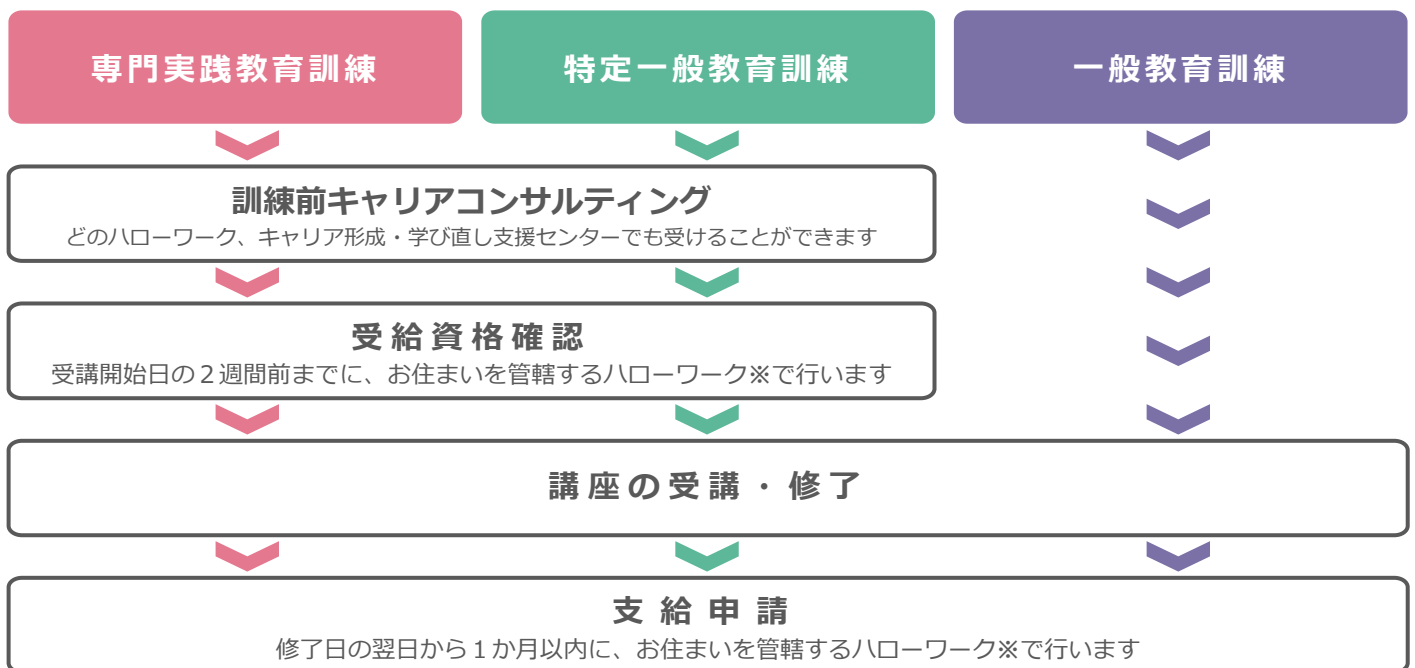 専門実践教育訓練
特定一般教育訓練
一般教育訓練
訓練前キャリアコンサルティング
どのハローワーク、キャリア形成・学び直し支援センターでも受けることができます
受給資格確認
受講開始日の２週間前までに、お住まいを管轄するハローワーク※で行います
講座の受講・修了
支給申請
修了日の翌日から１か月以内に、お住まいを管轄するハローワーク※で行います